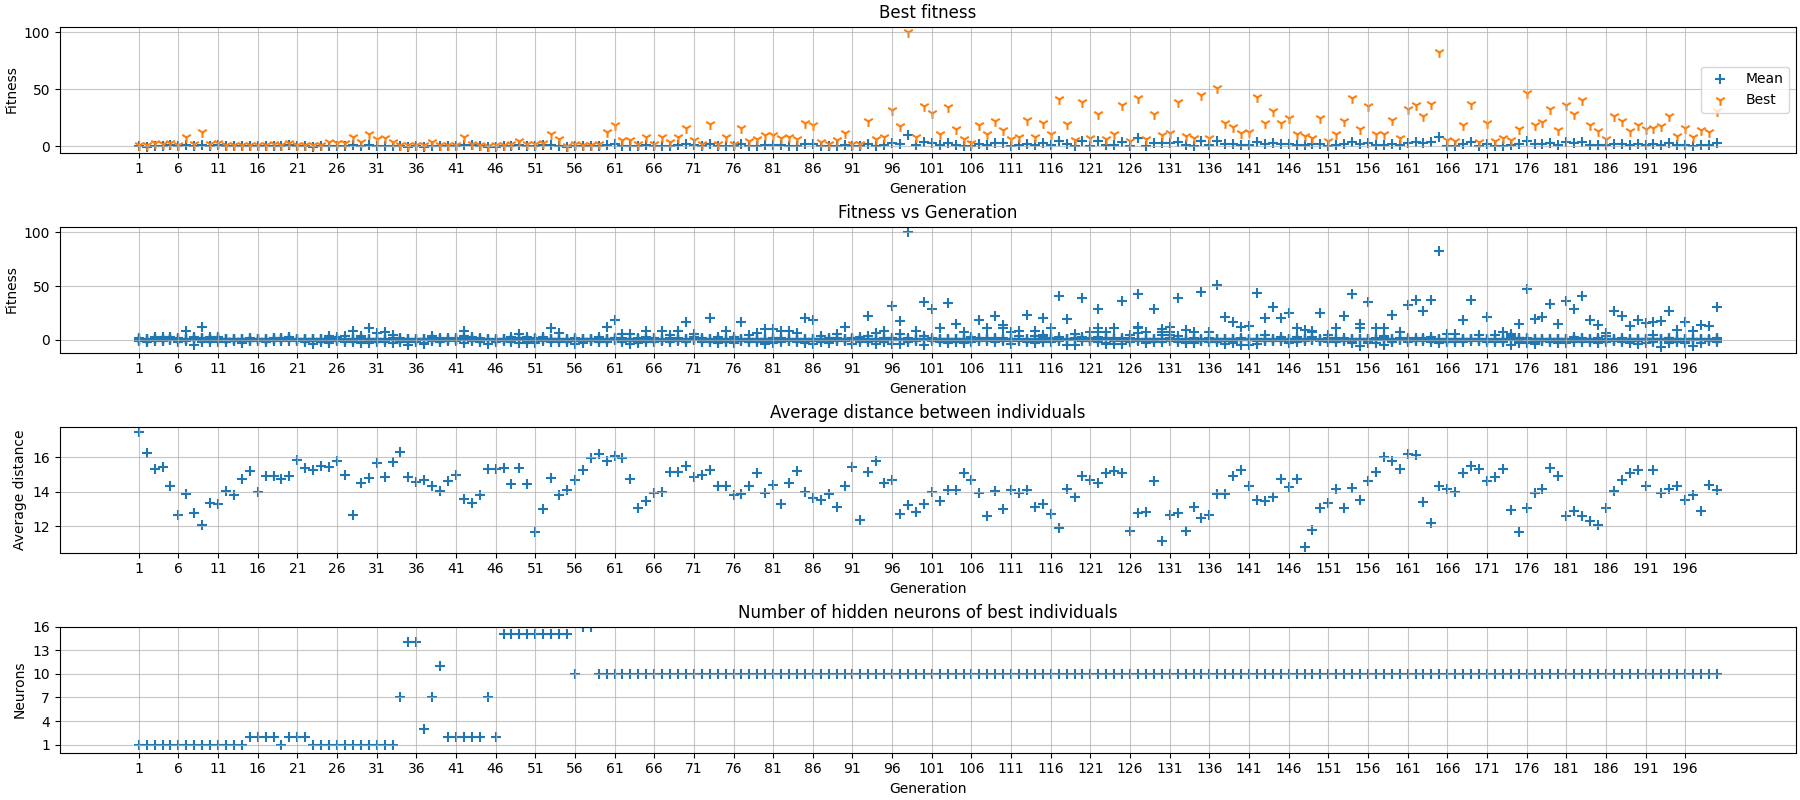 Best fitness
100
50
0
Fitness
Mean
Best
1 6 11 16 21 26 31 36 41 46 51 56 61 66 71 76 81 86 91 96 101 106 111 116 121 126 131 136 141 146 151 156 161 166 171 176 181 186 191 196
Generation
Fitness vs Generation
100
50
0
Fitness
1 6 11 16 21 26 31 36 41 46 51 56 61 66 71 76 81 86 91 96 101 106 111 116 121 126 131 136 141 146 151 156 161 166 171 176 181 186 191 196
Generation
Average distance between individuals
16
14
12
Average distance
1 6 11 16 21 26 31 36 41 46 51 56 61 66 71 76 81 86 91 96 101 106 111 116 121 126 131 136 141 146 151 156 161 166 171 176 181 186 191 196
Generation
Number of hidden neurons of best individuals
16
13
10
7
4
1
Neurons
1 6 11 16 21 26 31 36 41 46 51 56 61 66 71 76 81 86 91 96 101 106 111 116 121 126 131 136 141 146 151 156 161 166 171 176 181 186 191 196
Generation